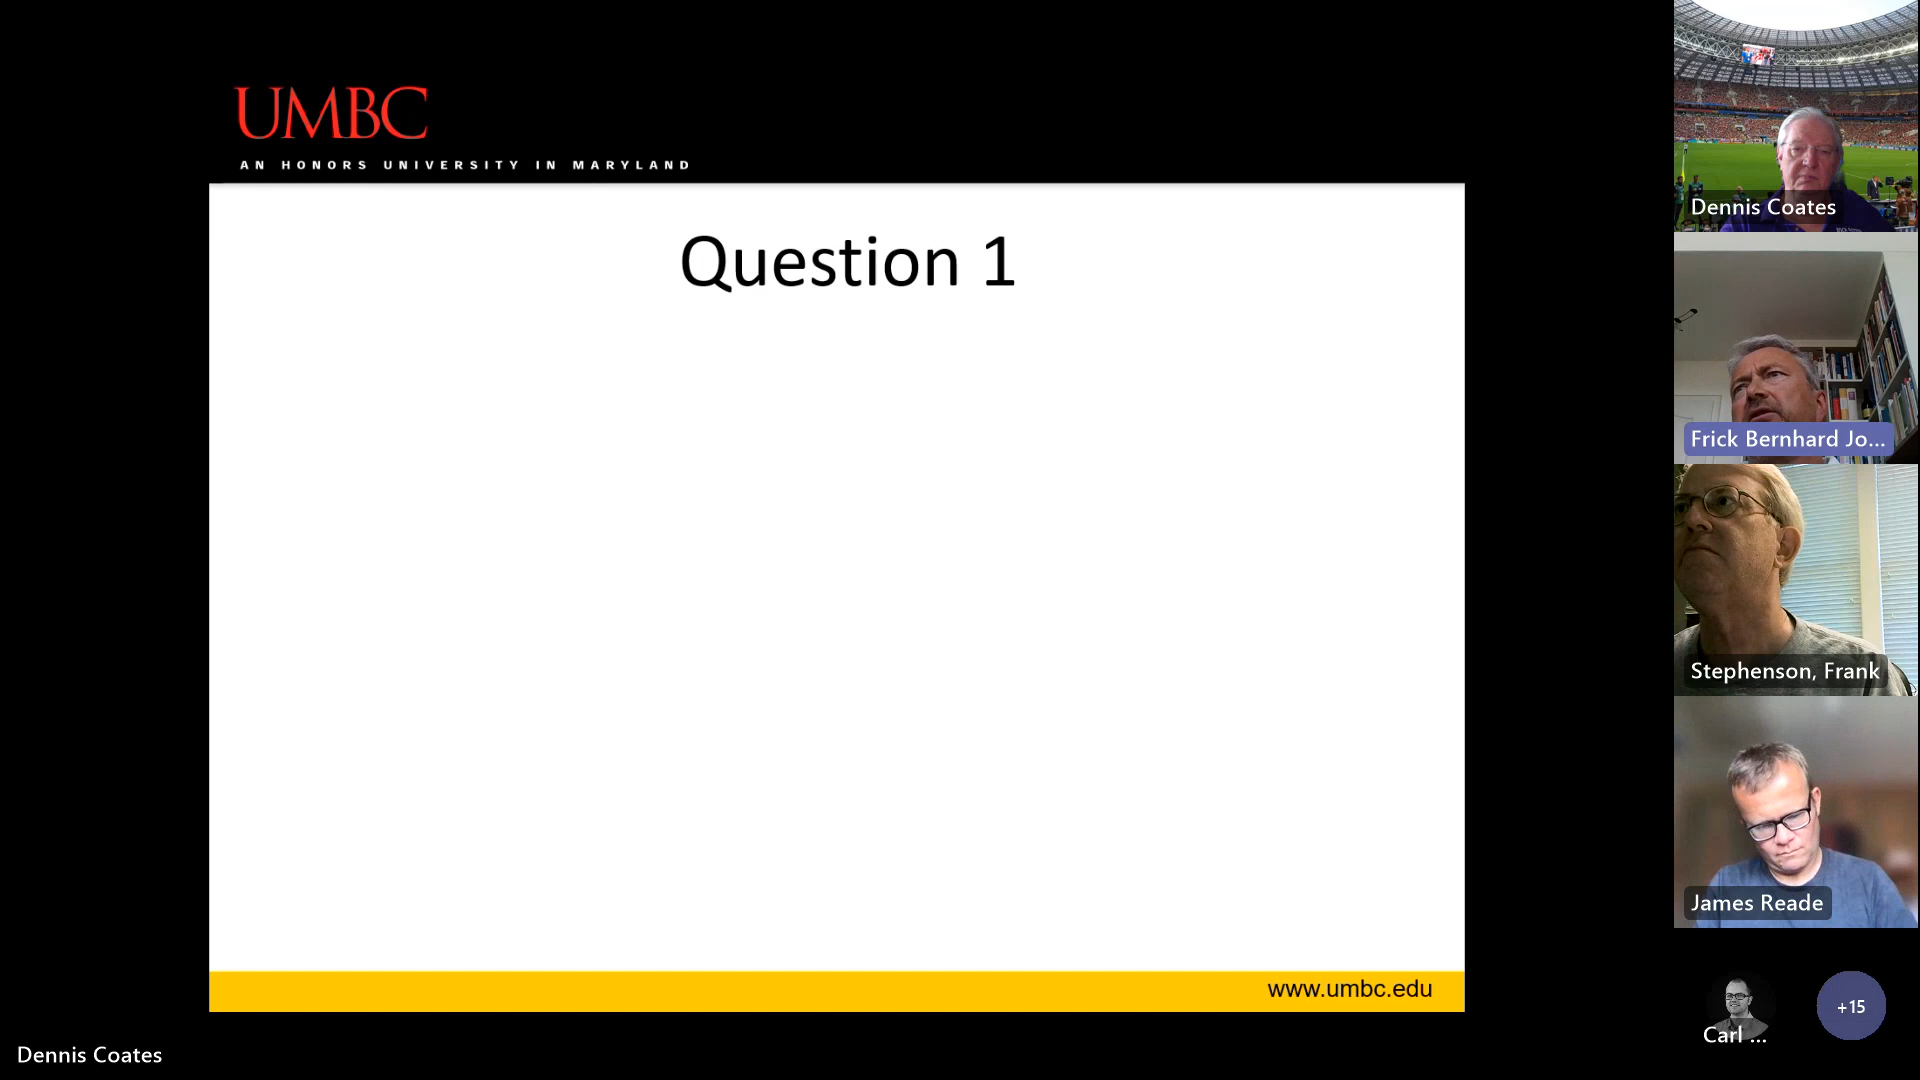 UMBC
AN HONORS UNIVERSITY IN MARYLAND
Question 1
www.umbc.edu
Dennis Coates
Dennis Coates
Frick Bernhard Jo...
Stephenson, Frank
James Reade
Carl ...
+15